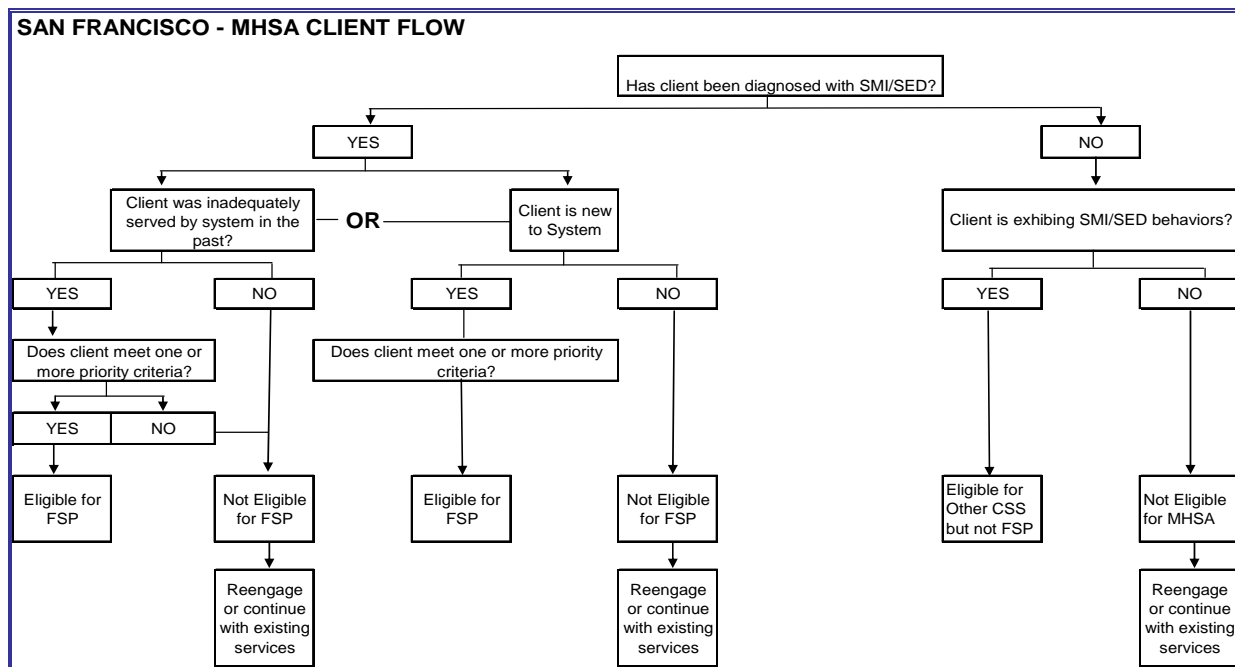 SAN FRANCISCO - MHSA CLIENT FLOW
Has client been diagnosed with SMI/SED?
YES
NO
Client was inadequately
served by system in the
past?
OR
Client is new
to System
Client is exhibing SMI/SED behaviors?
YES
NO
YES
NO
YES
NO
Does client meet one or
more priority criteria?
Does client meet one or more priority
criteria?
YES
NO
Eligible for
FSP
Not Eligible
for FSP
Eligible for
FSP
Not Eligible
for FSP
Eligible for
Other CSS
but not FSP
Not Eligible
for MHSA
Reengage
or continue
with existing
services
Reengage
or continue
with existing
services
Reengage
or continue
with existing
services